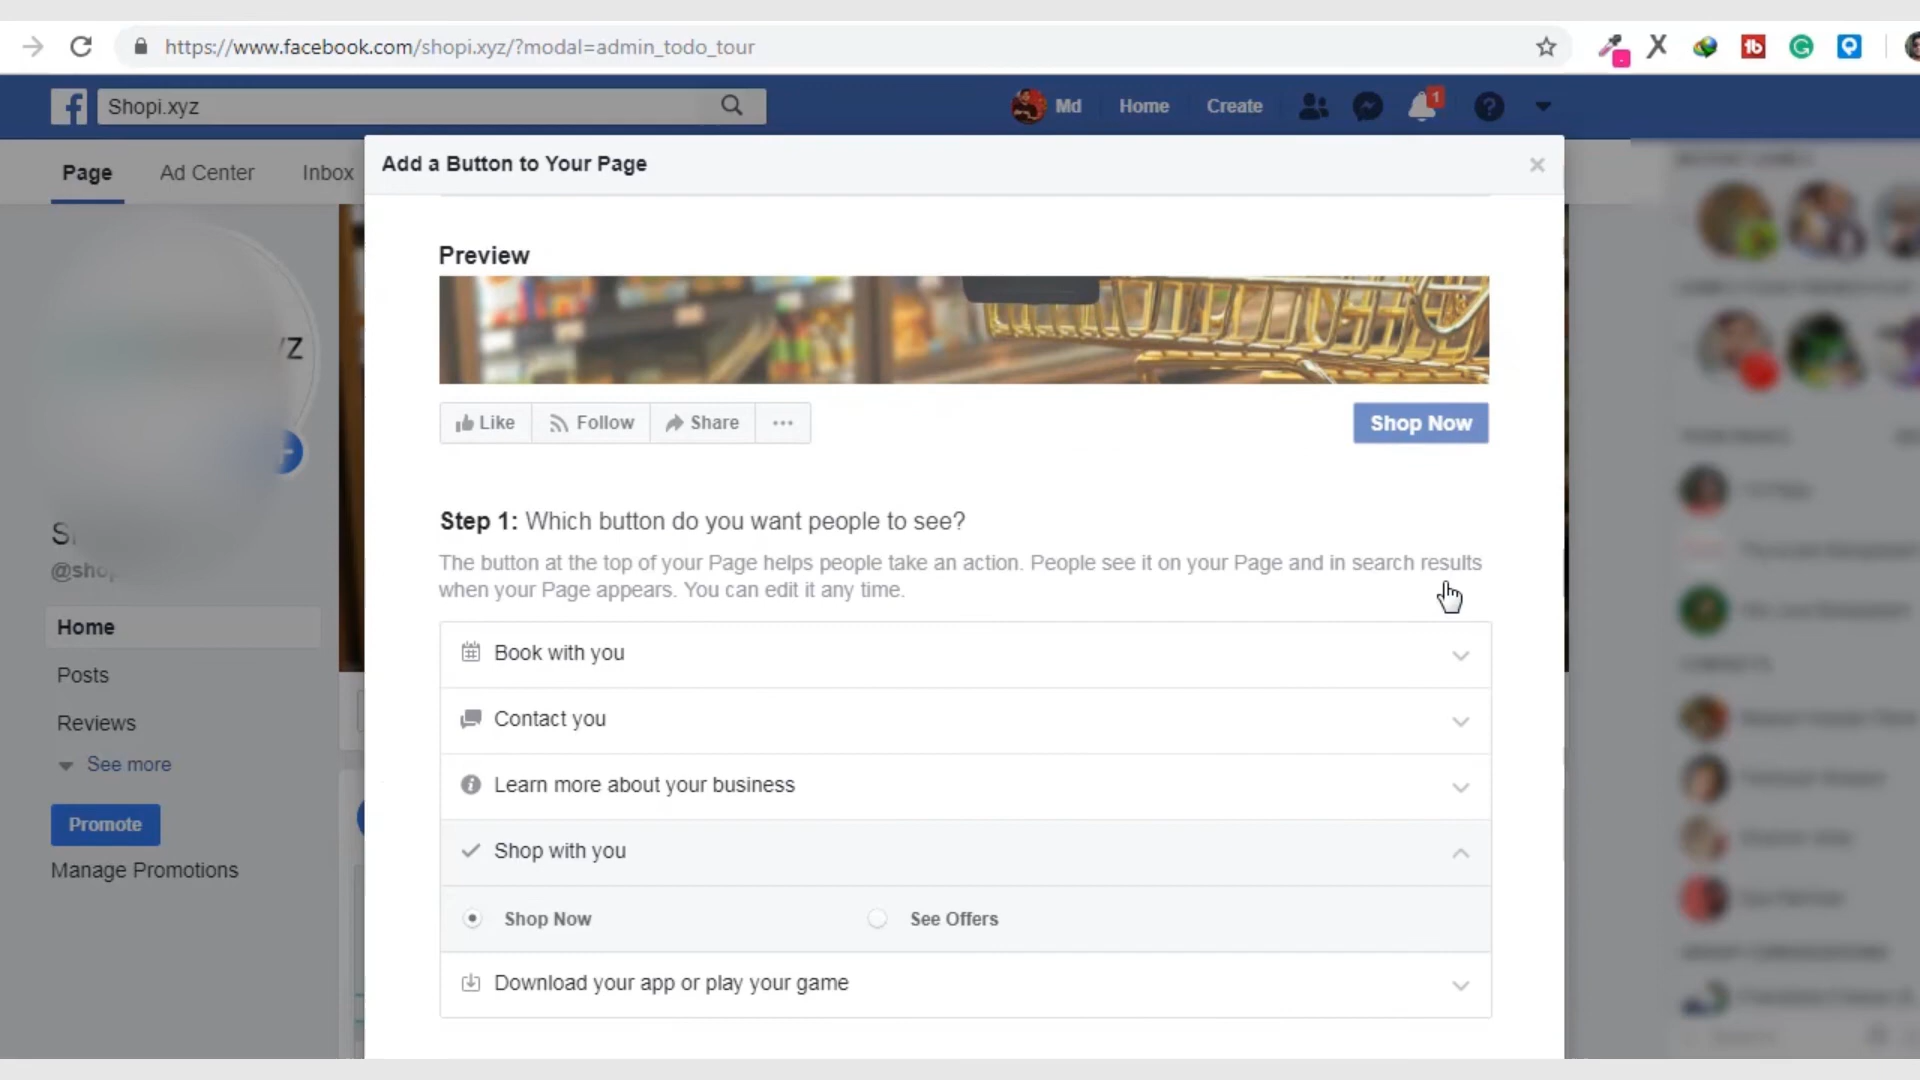 https://www.facebook.com/shopi.xyz/?modal=admin_todo_tour
Shopi.xyz
Md
Home
Create
1
Page
Ad Center
Inbox
Add a Button to Your Page
Preview
Like
Follow
Share
Shop Now
Step 1: Which button do you want people to see?
The button at the top of your Page helps people take an action. People see it on your Page and in search results
when your Page appears. You can edit it any time.
Book with you
Contact you
Learn more about your business
Shop with you
Shop Now
See Offers
Download your app or play your game
Home
Posts
Reviews
See more
Promote
Manage Promotions